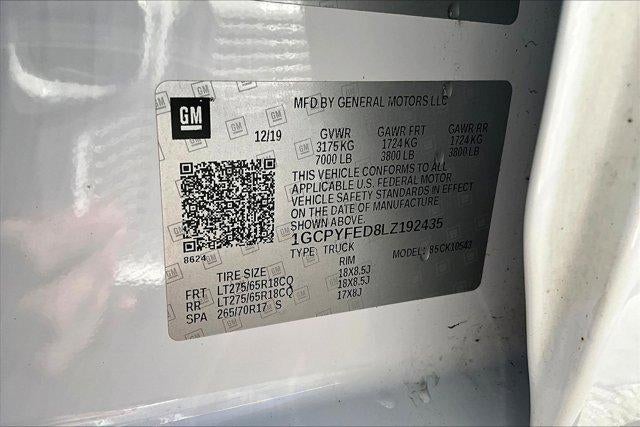 GM
MFD BY GENERAL MOTORS LLC
12/19 GVWR GAWR FRT GAWR RR
3175 KG 1724 KG 1724 KG
7000 LB 3800 LB 3800 LB
THIS VEHICLE CONFORMS TO ALL
APPLICABLE U.S. FEDERAL MOTOR
VEHICLE SAFETY STANDARDS IN EFFECT
ON THE DATE OF MANUFACTURE
SHOWN ABOVE.
1GCPYFED8LZ192435
8624 TYPE: TRUCK MODEL: 85CK10543
TIRE SIZE RIM
FRT LT275/65R18CQ 18X8.5J
RR LT275/65R18CQ 18X8.5J
SPA 265/70R17 S 17X8J